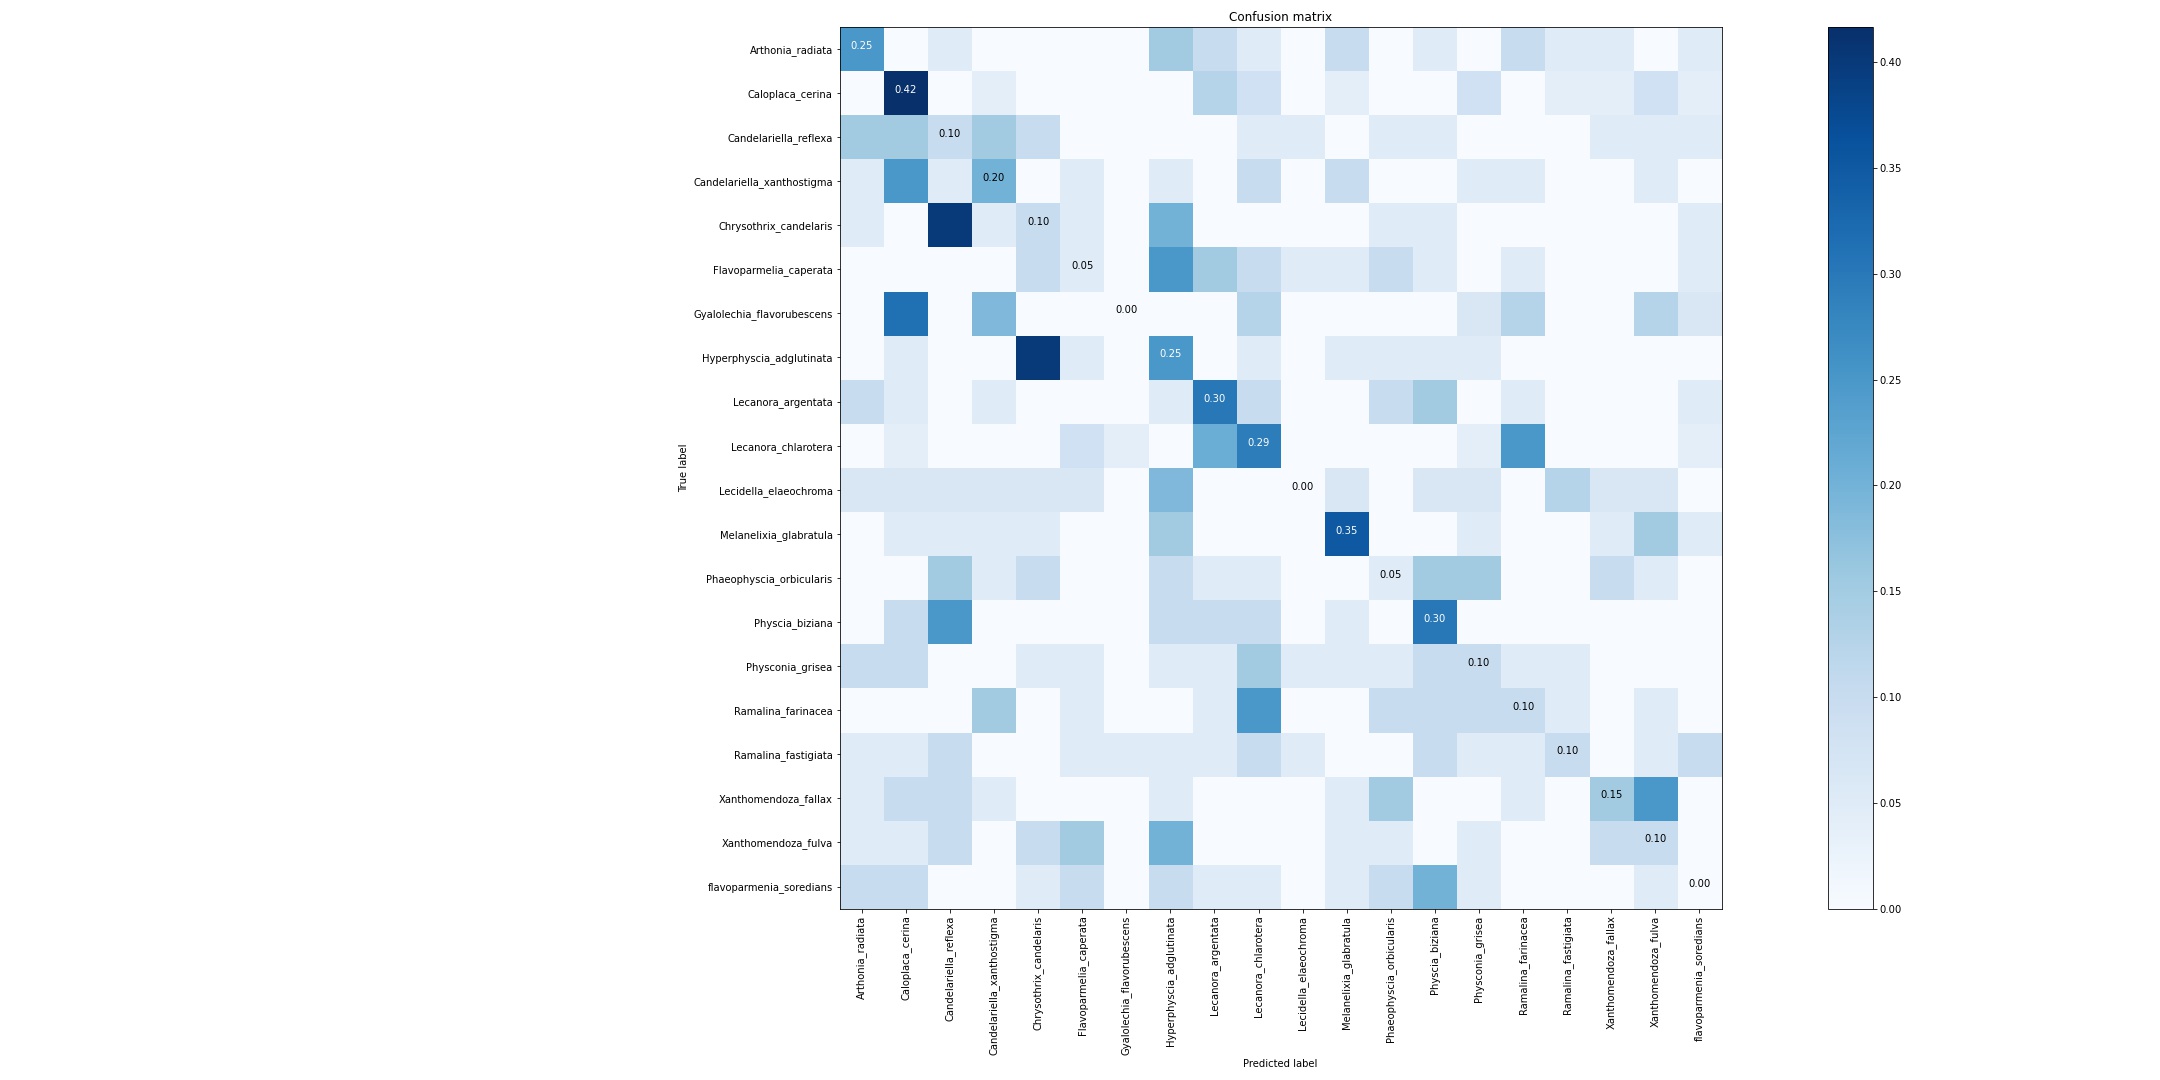 Confusion matrix
True label
Arthonia_radiata
0.25
Caloplaca_cerina
0.42
Candelariella_reflexa
0.10
Candelariella_xanthostigma
0.20
Chrysothrix_candelaris
0.10
Flavoparmelia_caperata
0.05
Gyalolechia_flavorubescens
0.00
Hyperphyscia_adglutinata
0.25
Lecanora_argentata
0.30
Lecanora_chlarotera
0.29
Lecidella_elaeochroma
0.00
Melanelixia_glabratula
0.35
Phaeophyscia_orbicularis
0.05
Physcia_biziana
0.30
Physconia_grisea
0.10
Ramalina_farinacea
0.10
Ramalina_fastigiata
0.10
Xanthomendoza_fallax
0.15
Xanthomendoza_fulva
0.10
flavoparmenia_soredians
0.00
Arthonia_radiata
Caloplaca_cerina
Candelariella_reflexa
Candelariella_xanthostigma
Chrysothrix_candelaris
Flavoparmelia_caperata
Gyalolechia_flavorubescens
Hyperphyscia_adglutinata
Lecanora_argentata
Lecanora_chlarotera
Lecidella_elaeochroma
Melanelixia_glabratula
Phaeophyscia_orbicularis
Physcia_biziana
Physconia_grisea
Ramalina_farinacea
Ramalina_fastigiata
Xanthomendoza_fallax
Xanthomendoza_fulva
flavoparmenia_soredians
Predicted label
0.40
0.35
0.30
0.25
0.20
0.15
0.10
0.05
0.00